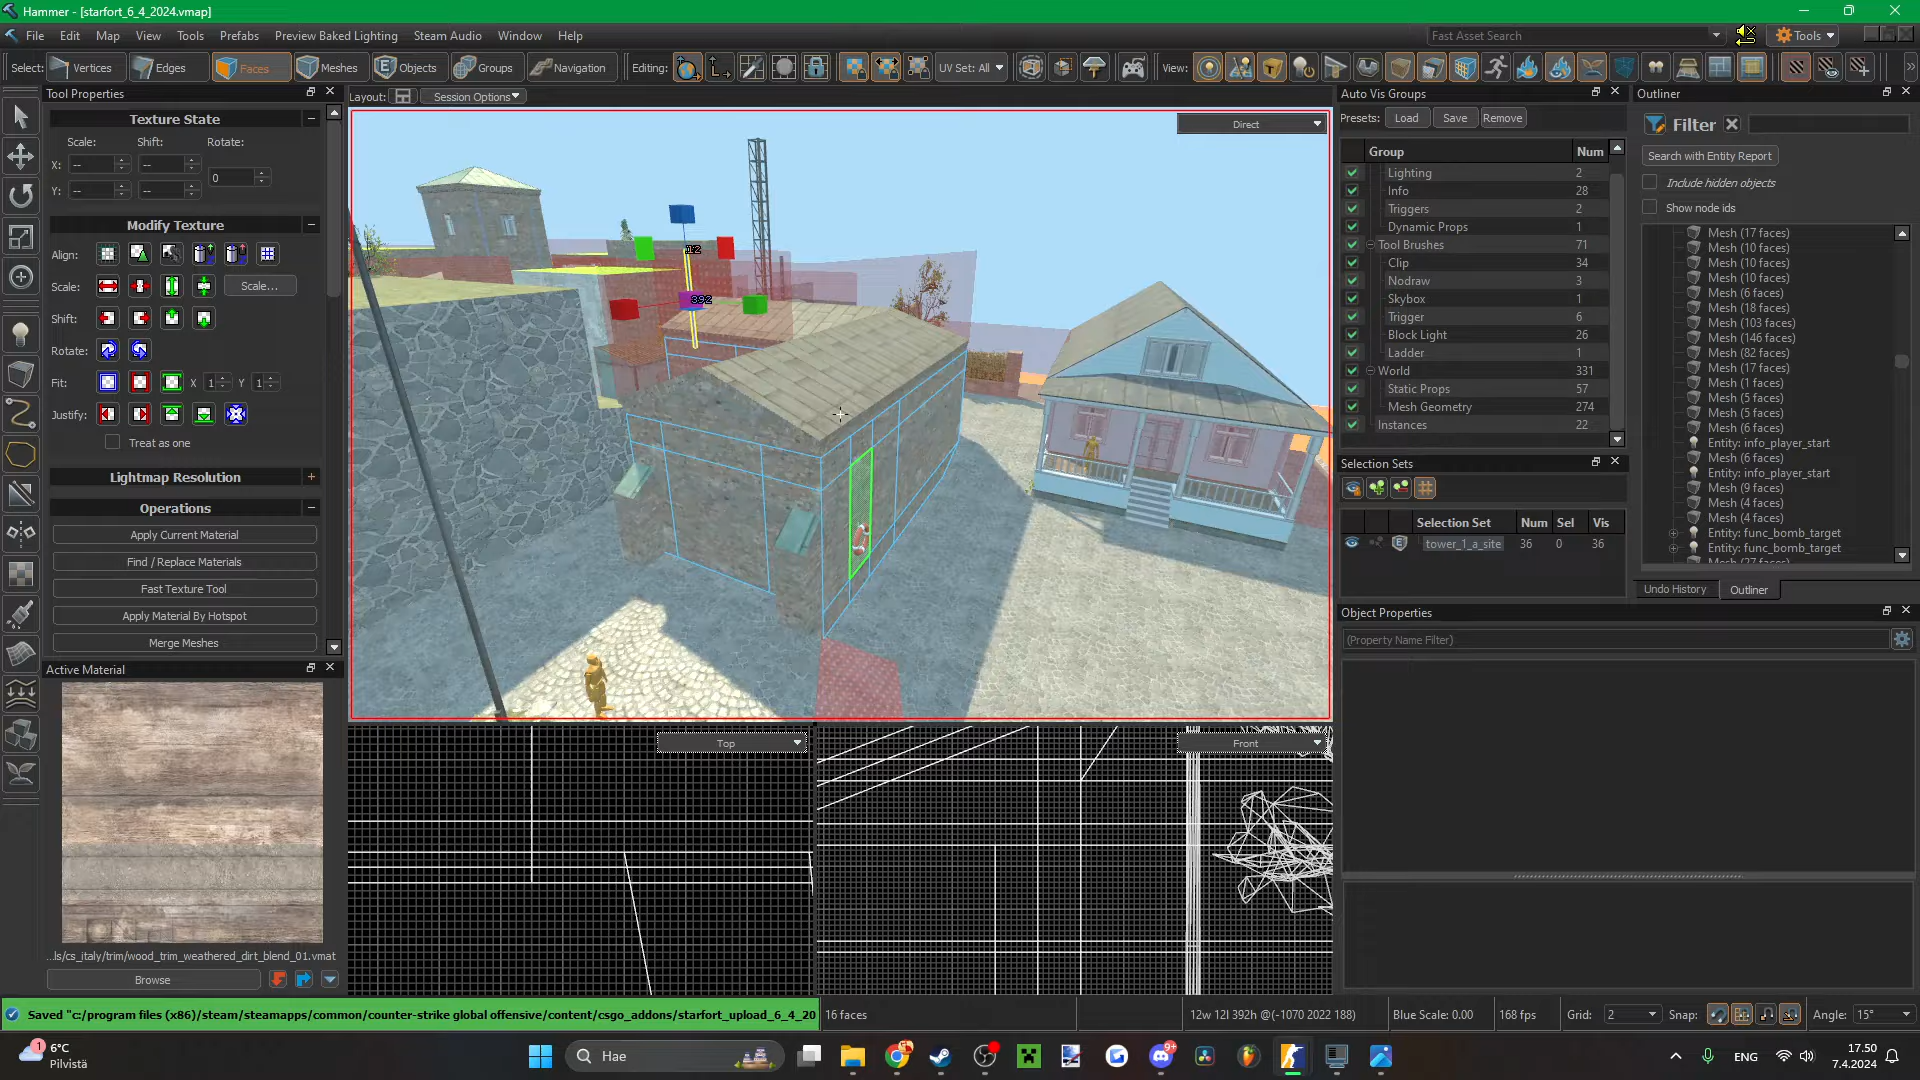 Hammer - [starfort_6_4_2024.vmap]
File Edit Map View Tools Prefabs Preview Baked Lighting Steam Audio Window Help
Fast Asset Search
Tools
Select: Vertices Edges Faces Meshes Objects Groups Navigation Editing: UV Set: All View:
Tool Properties
Layout: Session Options
Texture State
Scale: Shift: Rotate:
X: -- --
0
Y: -- --
Modify Texture
Align:
Scale: Scale...
Shift:
Rotate:
Fit: X 1 Y 1
Justify:
Treat as one
Lightmap Resolution
Operations
Apply Current Material
Find / Replace Materials
Fast Texture Tool
Apply Material By Hotspot
Merge Meshes
Active Material
...ls/cs_italy/trim/wood_trim_weathered_dirt_blend_01.vmat
Browse
Direct
12
392
Top
Front
Auto Vis Groups
Presets: Load Save Remove
Group Num
Lighting 2
Info 28
Triggers 2
Dynamic Props 1
Tool Brushes 71
Clip 34
Nodraw 3
Skybox 1
Trigger 6
Block Light 26
Ladder 1
World 331
Static Props 57
Mesh Geometry 274
Instances 22
Selection Sets
Selection Set Num Sel Vis
tower_1_a_site 36 0 36
Outliner
Filter
Search with Entity Report
Include hidden objects
Show node ids
Mesh (17 faces)
Mesh (10 faces)
Mesh (10 faces)
Mesh (10 faces)
Mesh (6 faces)
Mesh (18 faces)
Mesh (103 faces)
Mesh (146 faces)
Mesh (82 faces)
Mesh (17 faces)
Mesh (1 faces)
Mesh (5 faces)
Mesh (5 faces)
Mesh (6 faces)
Entity: info_player_start
Mesh (6 faces)
Entity: info_player_start
Mesh (9 faces)
Mesh (4 faces)
Mesh (4 faces)
Entity: func_bomb_target
Entity: func_bomb_target
Mesh (27 faces)
Undo History Outliner
Object Properties
(Property Name Filter)
Saved "c:/program files (x86)/steam/steamapps/common/counter-strike global offensive/content/csgo_addons/starfort_upload_6_4_20
16 faces
12w 12l 392h @(-1070 2022 188)
Blue Scale: 0.00
168 fps
Grid: 2
Snap:
Angle: 15°
1
6°C
Pilvistä
Hae
9+
ENG
17.50
7.4.2024